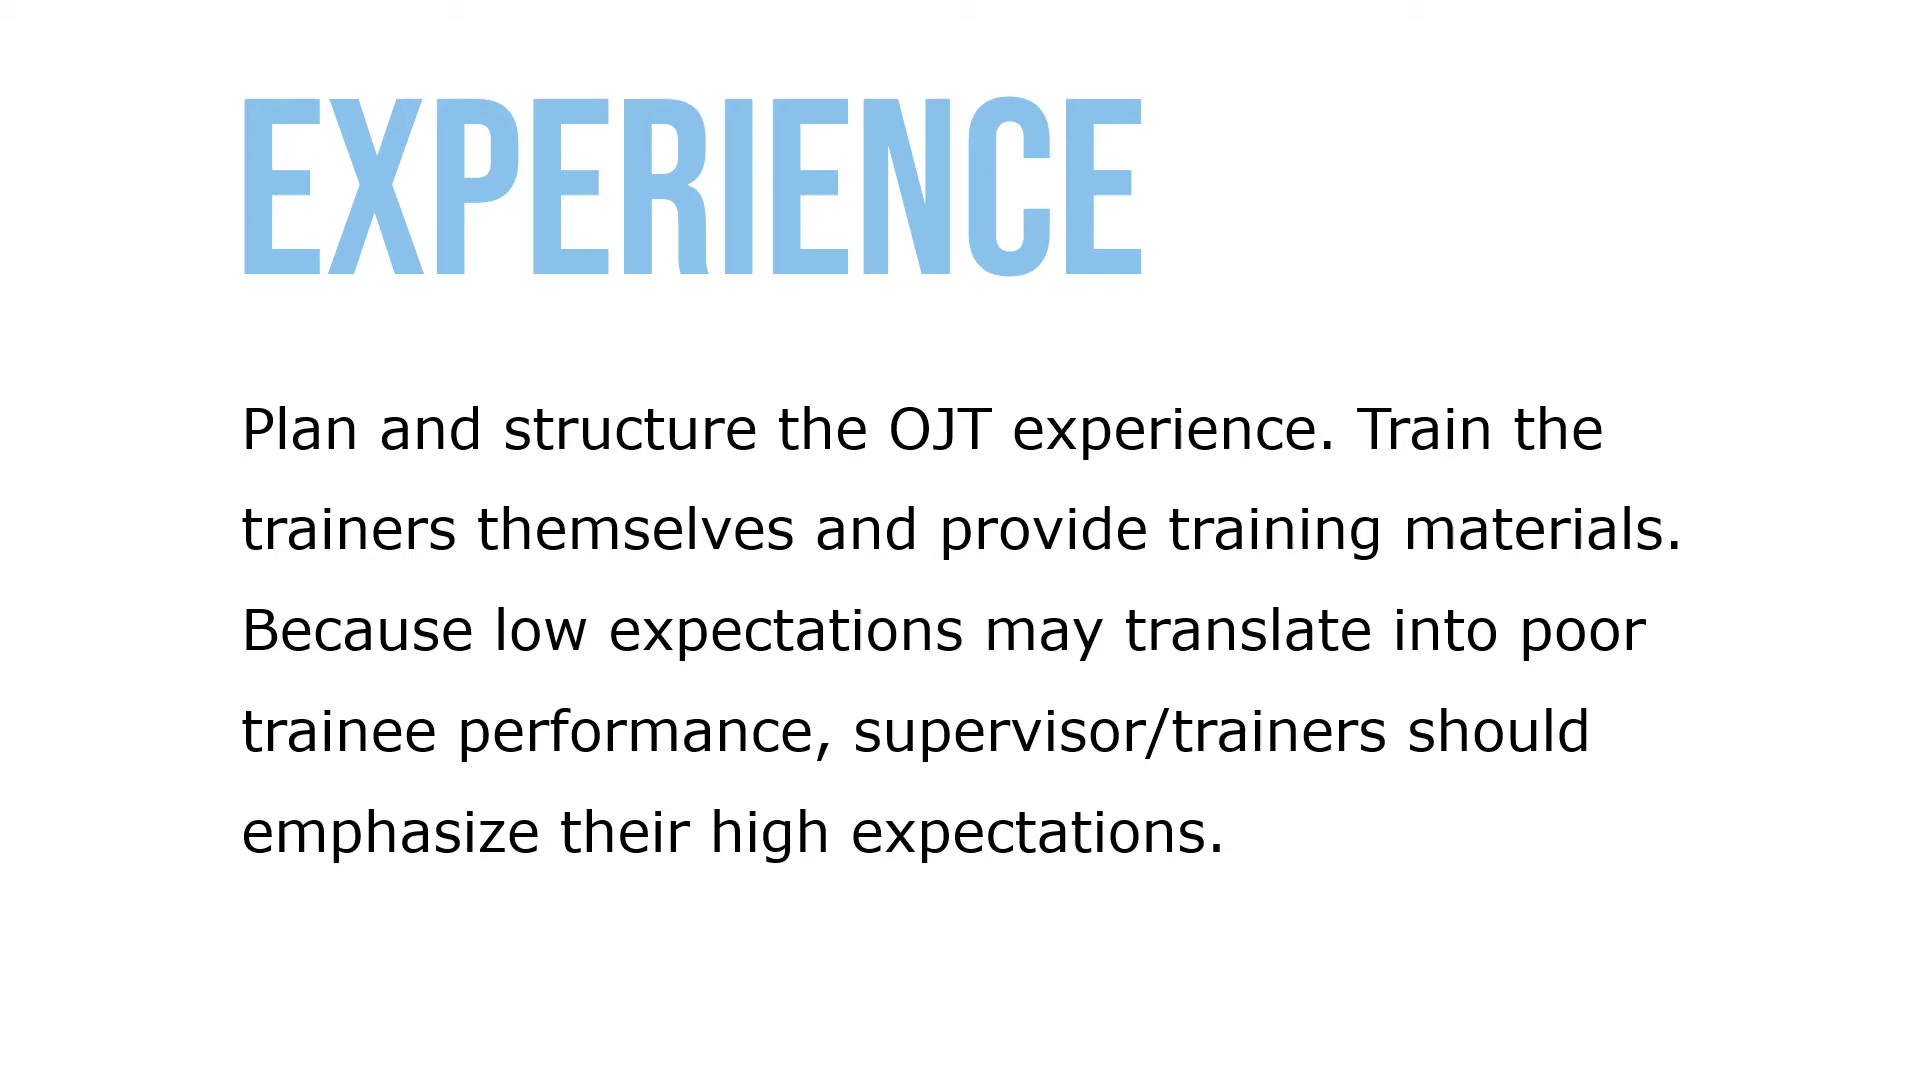 EXPERIENCE
Plan and structure the OJT experience. Train the
trainers themselves and provide training materials.
Because low expectations may translate into poor
trainee performance, supervisor/trainers should
emphasize their high expectations.